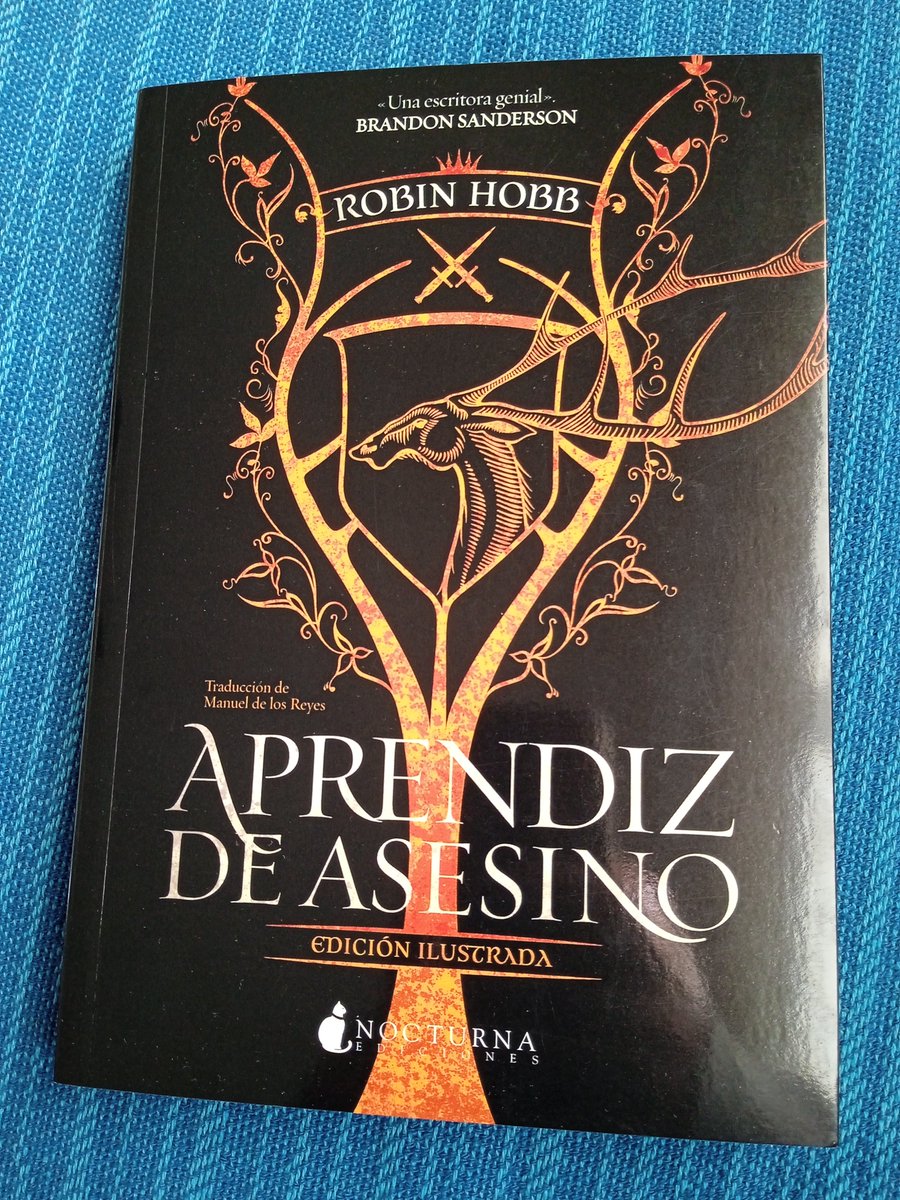 «Una escritora genial».
BRANDON SANDERSON
ROBIN HOBB
Traducción de
Manuel de los Reyes
APRENDIZ
DE ASESINO
EDICIÓN ILUSTRADA
NOCTURNA
EDICIONES